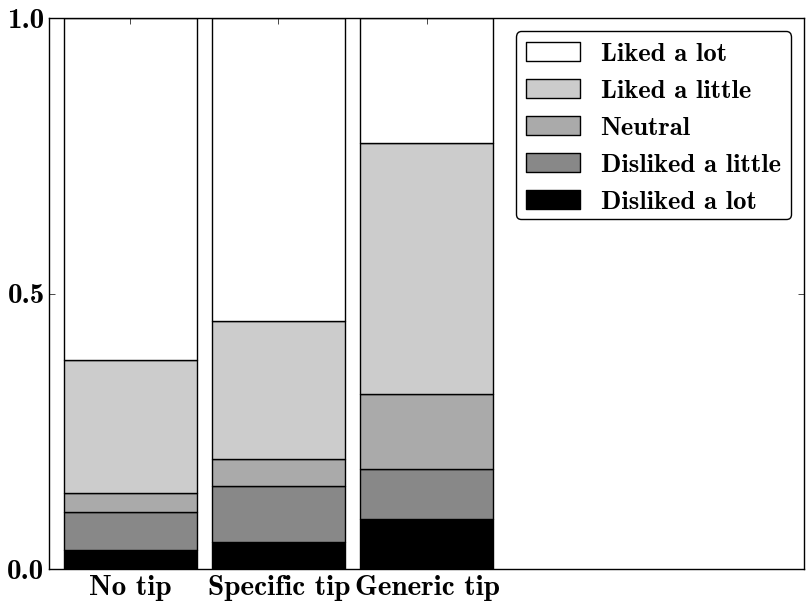 1.0
Liked a lot
Liked a little
Neutral
Disliked a little
Disliked a lot
0.5
0.0
No tip Specific tip Generic tip